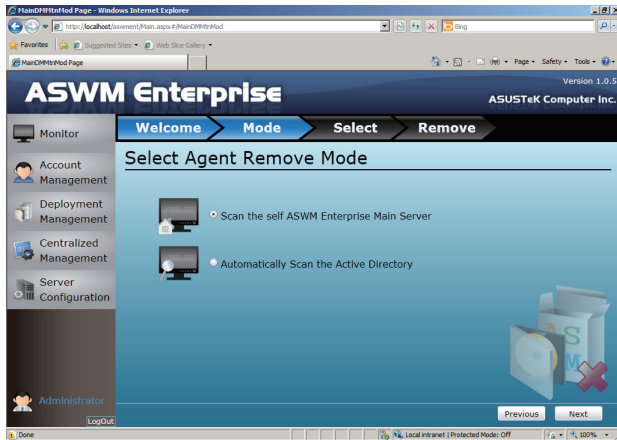 MainDMMtnMod Page - Windows Internet Explorer
http://localhost/aswment/Main.aspx#/MainDMMtnMod
Bing
Favorites
Suggested Sites
Web Slice Gallery
MainDMMtnMod Page
Page
Safety
Tools
Version 1.0.5
ASWM Enterprise
ASUSTeK Computer Inc.
Welcome
Mode
Select
Remove
Monitor
Account
Management
Deployment
Management
Centralized
Management
Server
Configuration
Administrator
LogOut
Select Agent Remove Mode
Scan the self ASWM Enterprise Main Server
Automatically Scan the Active Directory
Previous
Next
Done
Local intranet | Protected Mode: Off
100%